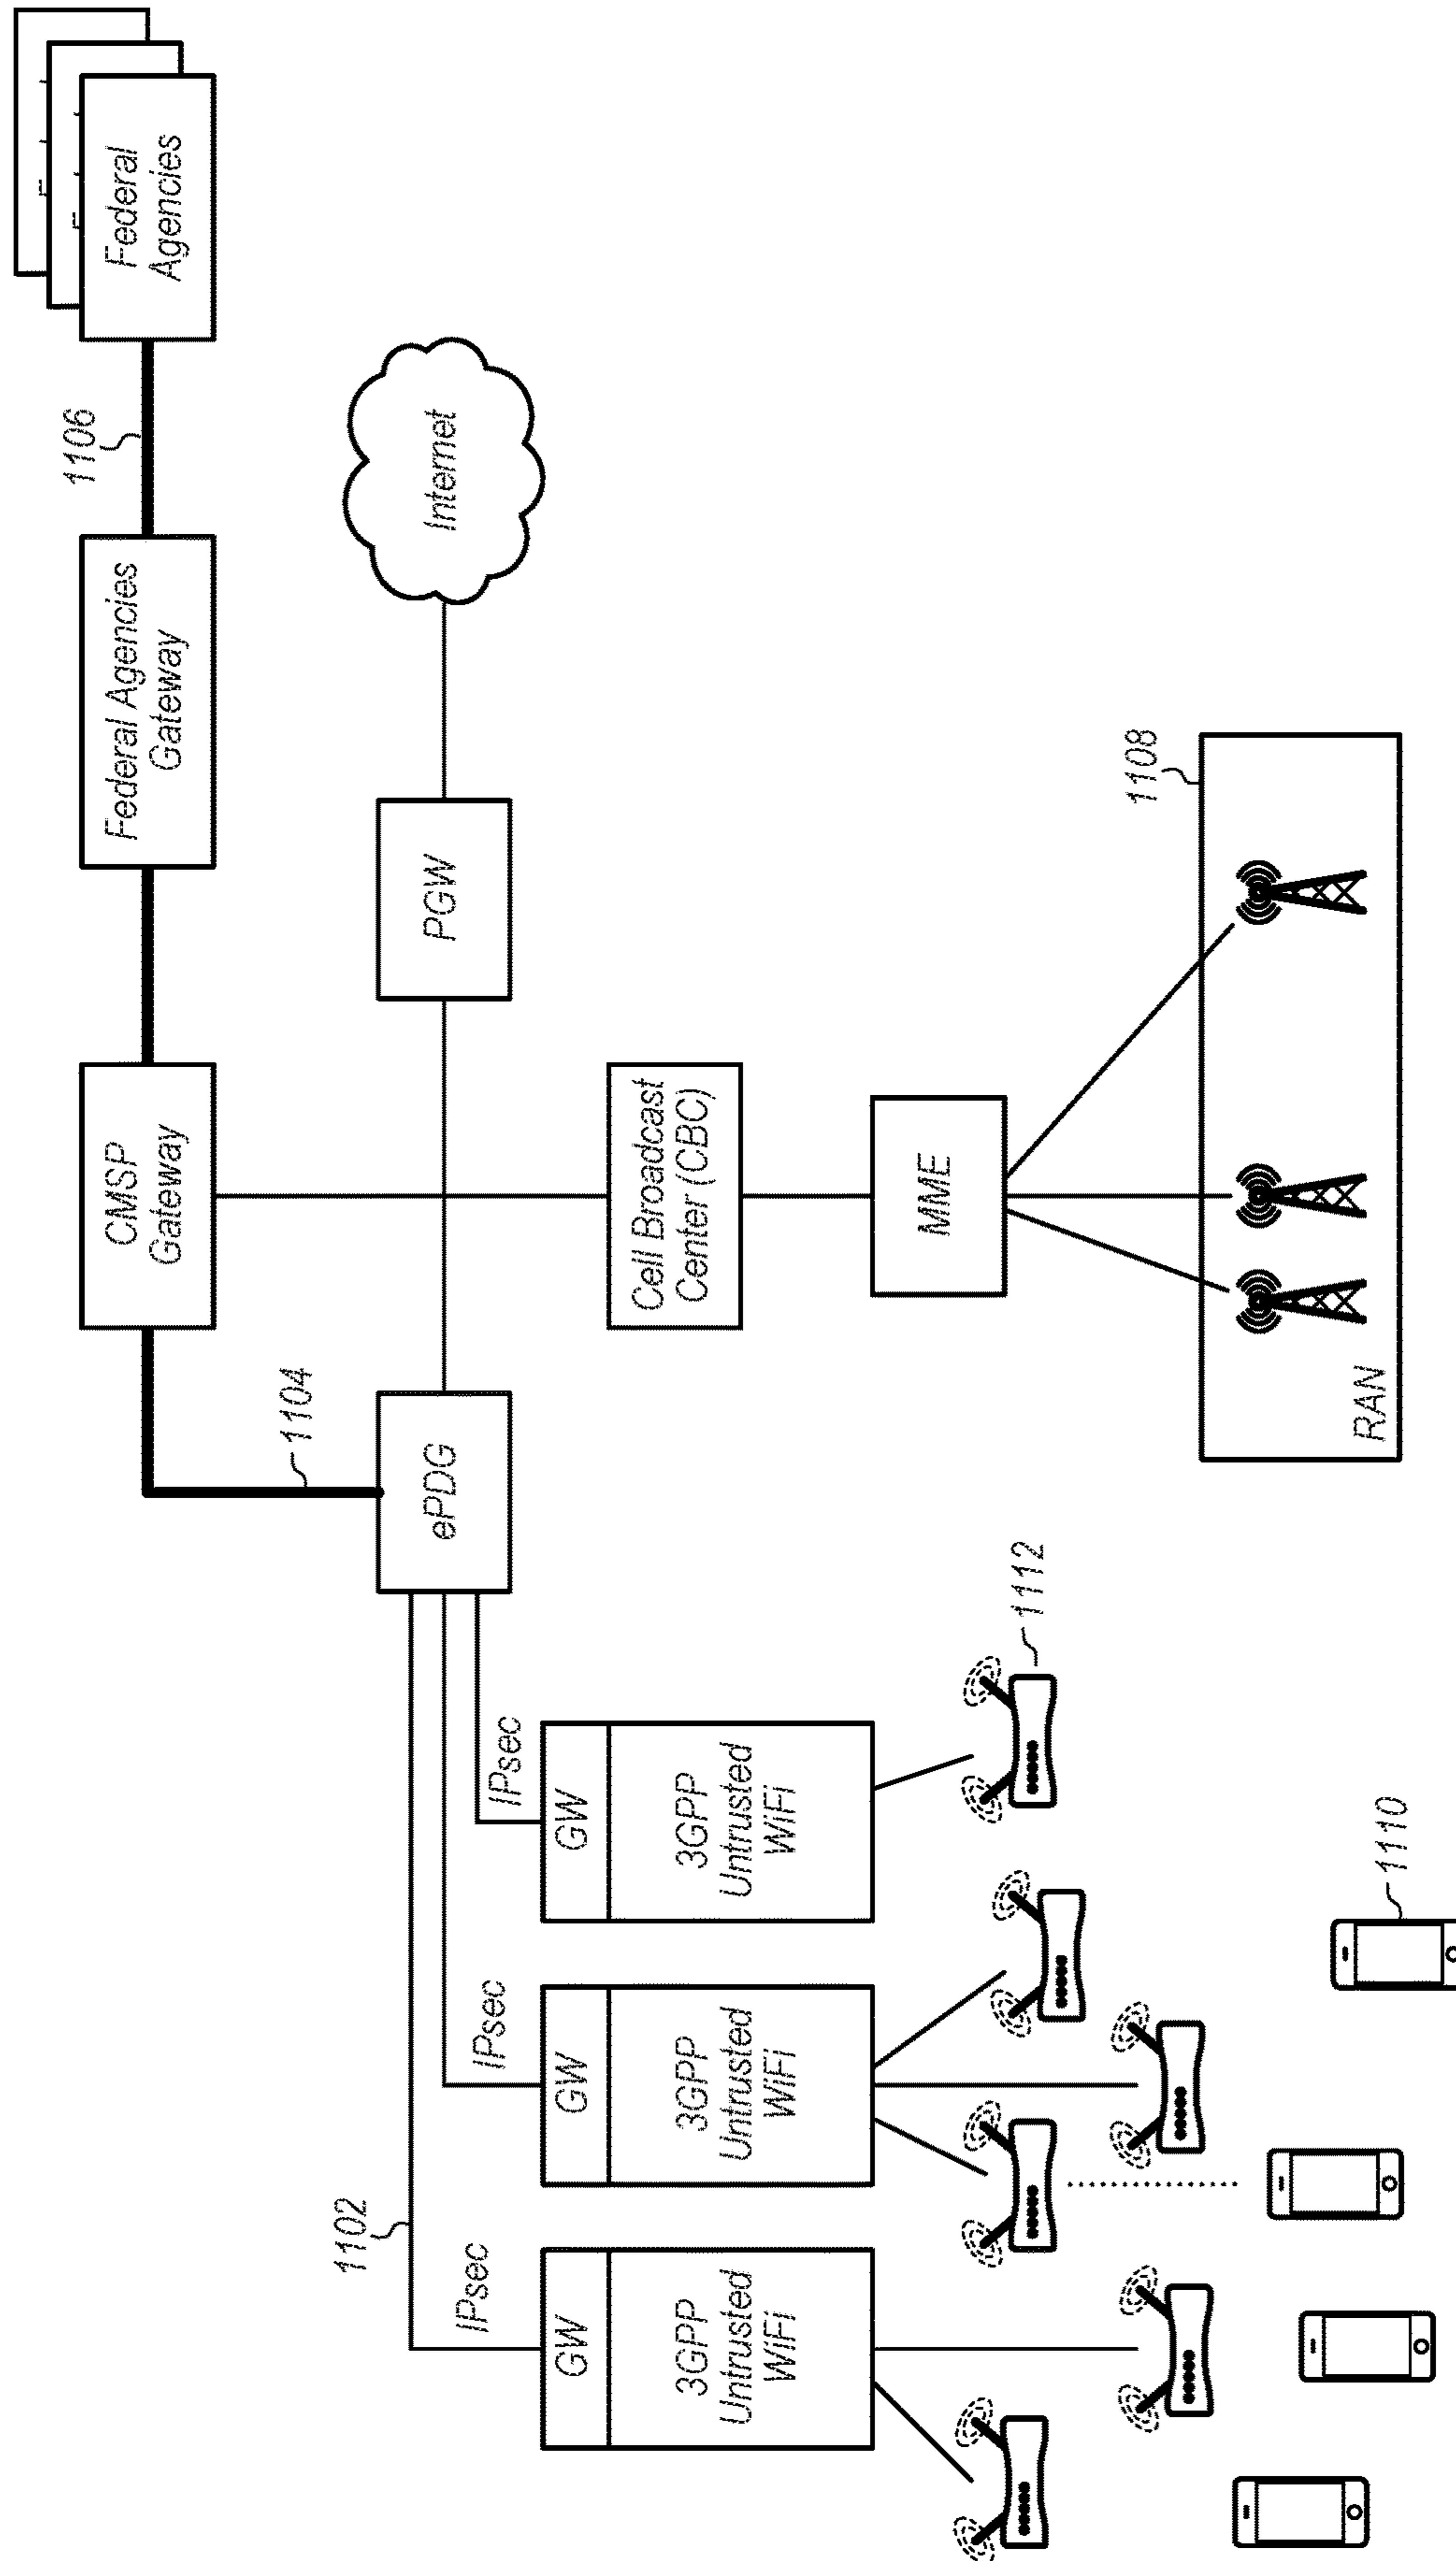 1106
CMSP
Gateway
Federal Agencies
Gateway
Federal
Agencies
1104
1102
ePDG
PGW
Internet
IPsec
IPsec
IPsec
GW
GW
GW
3GPP
Untrusted
WiFi
3GPP
Untrusted
WiFi
3GPP
Untrusted
WiFi
Cell Broadcast
Center (CBC)
MME
1112
1108
RAN
1110